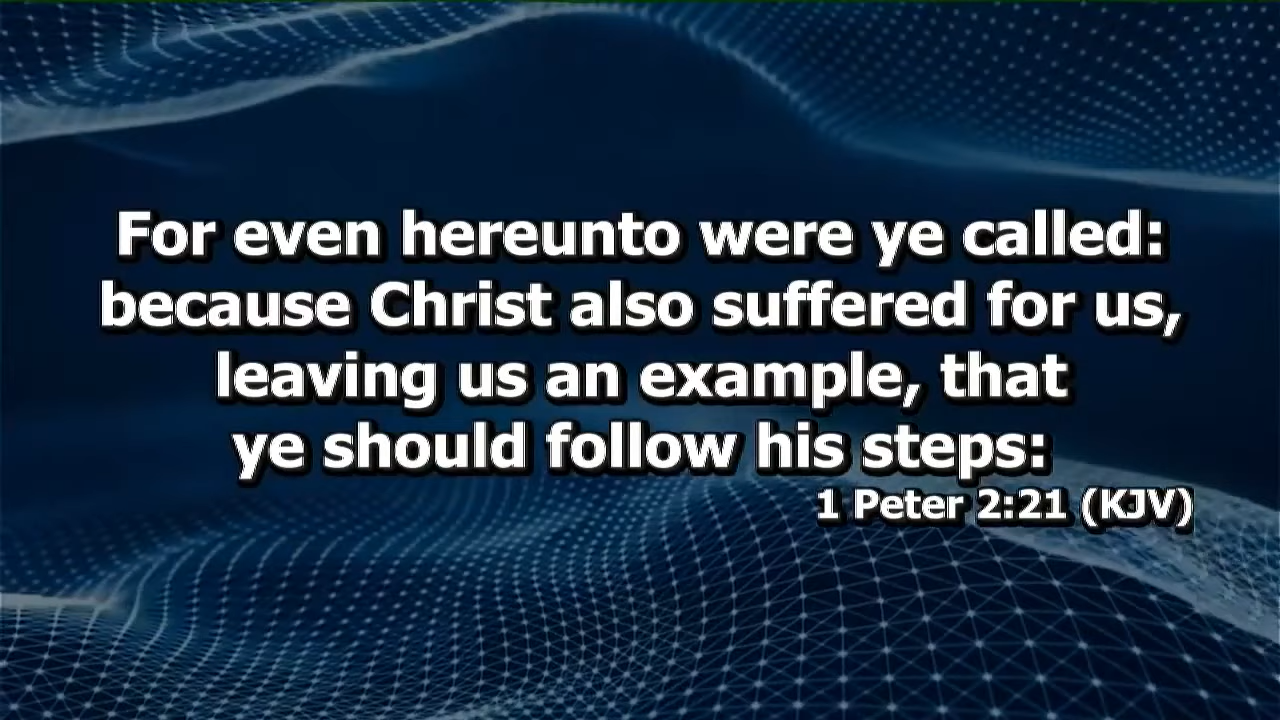 For even hereunto were ye called:
because Christ also suffered for us,
leaving us an example, that
ye should follow his steps:
1 Peter 2:21 (KJV)